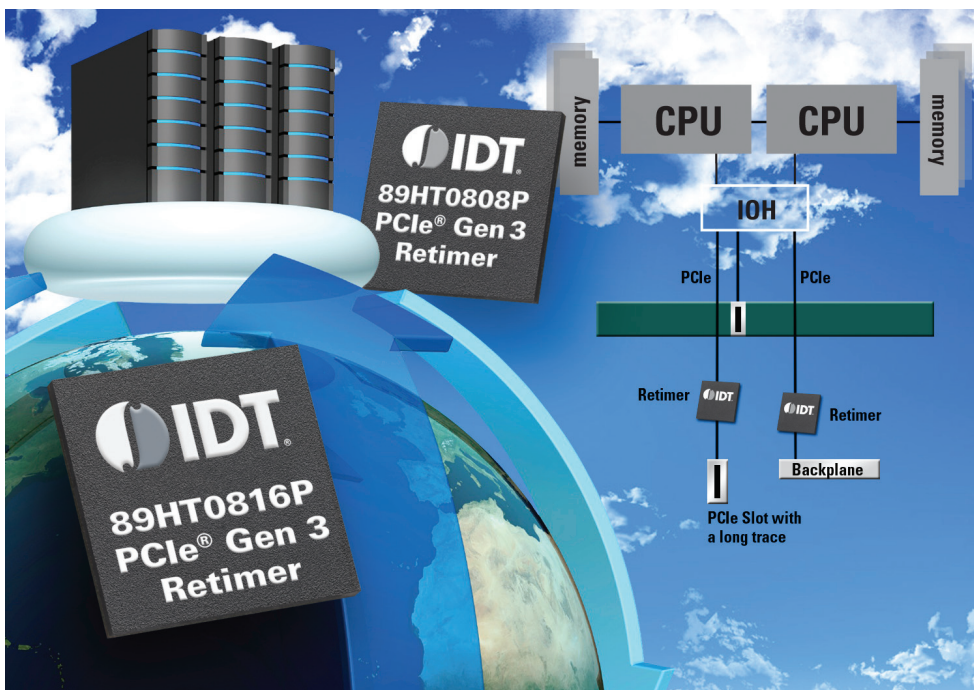 IDT®
89HT0808P
PCIe® Gen 3
Retimer
IDT®
89HT0816P
PCIe® Gen 3
Retimer
memory
CPU
CPU
memory
IOH
PCIe
PCIe
Retimer
IDT
IDT
Retimer
Backplane
PCIe Slot with
a long trace